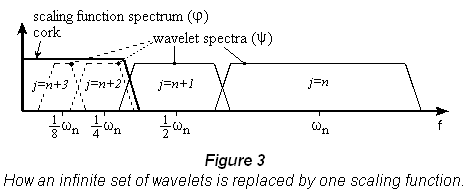 scaling function spectrum (φ)
cork
wavelet spectra (ψ)
j=n+3
j=n+2
j=n+1
j=n
1/8 ωn
1/4 ωn
1/2 ωn
ωn
f
Figure 3
How an infinite set of wavelets is replaced by one scaling function